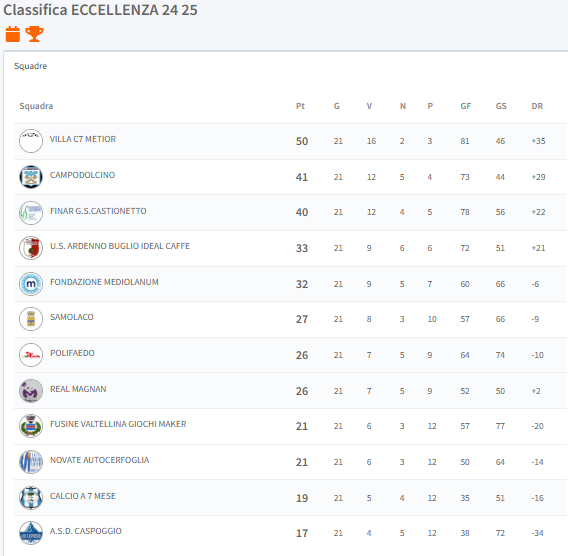 Classifica ECCELLENZA 24 25
Squadre
Squadra Pt G V N P GF GS DR
VILLA C7 METIOR 50 21 16 2 3 81 46 +35
CAMPODOLCINO 41 21 12 5 4 73 44 +29
FINAR G.S.CASTIONETTO 40 21 12 4 5 78 56 +22
U.S. ARDENNO BUGLIO IDEAL CAFFE 33 21 9 6 6 72 51 +21
FONDAZIONE MEDIOLANUM 32 21 9 5 7 60 66 -6
SAMOLACO 27 21 8 3 10 57 66 -9
POLIFAEDO 26 21 7 5 9 64 74 -10
REAL MAGNAN 26 21 7 5 9 52 50 +2
FUSINE VALTELLINA GIOCHI MAKER 21 21 6 3 12 57 77 -20
NOVATE AUTOCERFOGLIA 21 21 6 3 12 50 64 -14
CALCIO A 7 MESE 19 21 5 4 12 35 51 -16
A.S.D. CASPOGGIO 17 21 4 5 12 38 72 -34